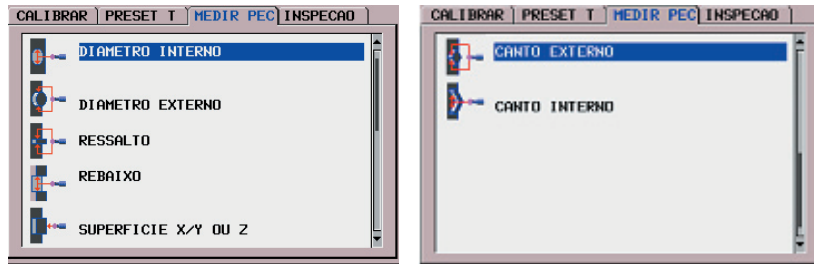 CALIBRAR PRESET T MEDIR PEC INSPECAO
DIAMETRO INTERNO
DIAMETRO EXTERNO
RESSALTO
REBAIXO
SUPERFICIE X/Y OU Z
CALIBRAR PRESET T MEDIR PEC INSPECAO
CANTO EXTERNO
CANTO INTERNO